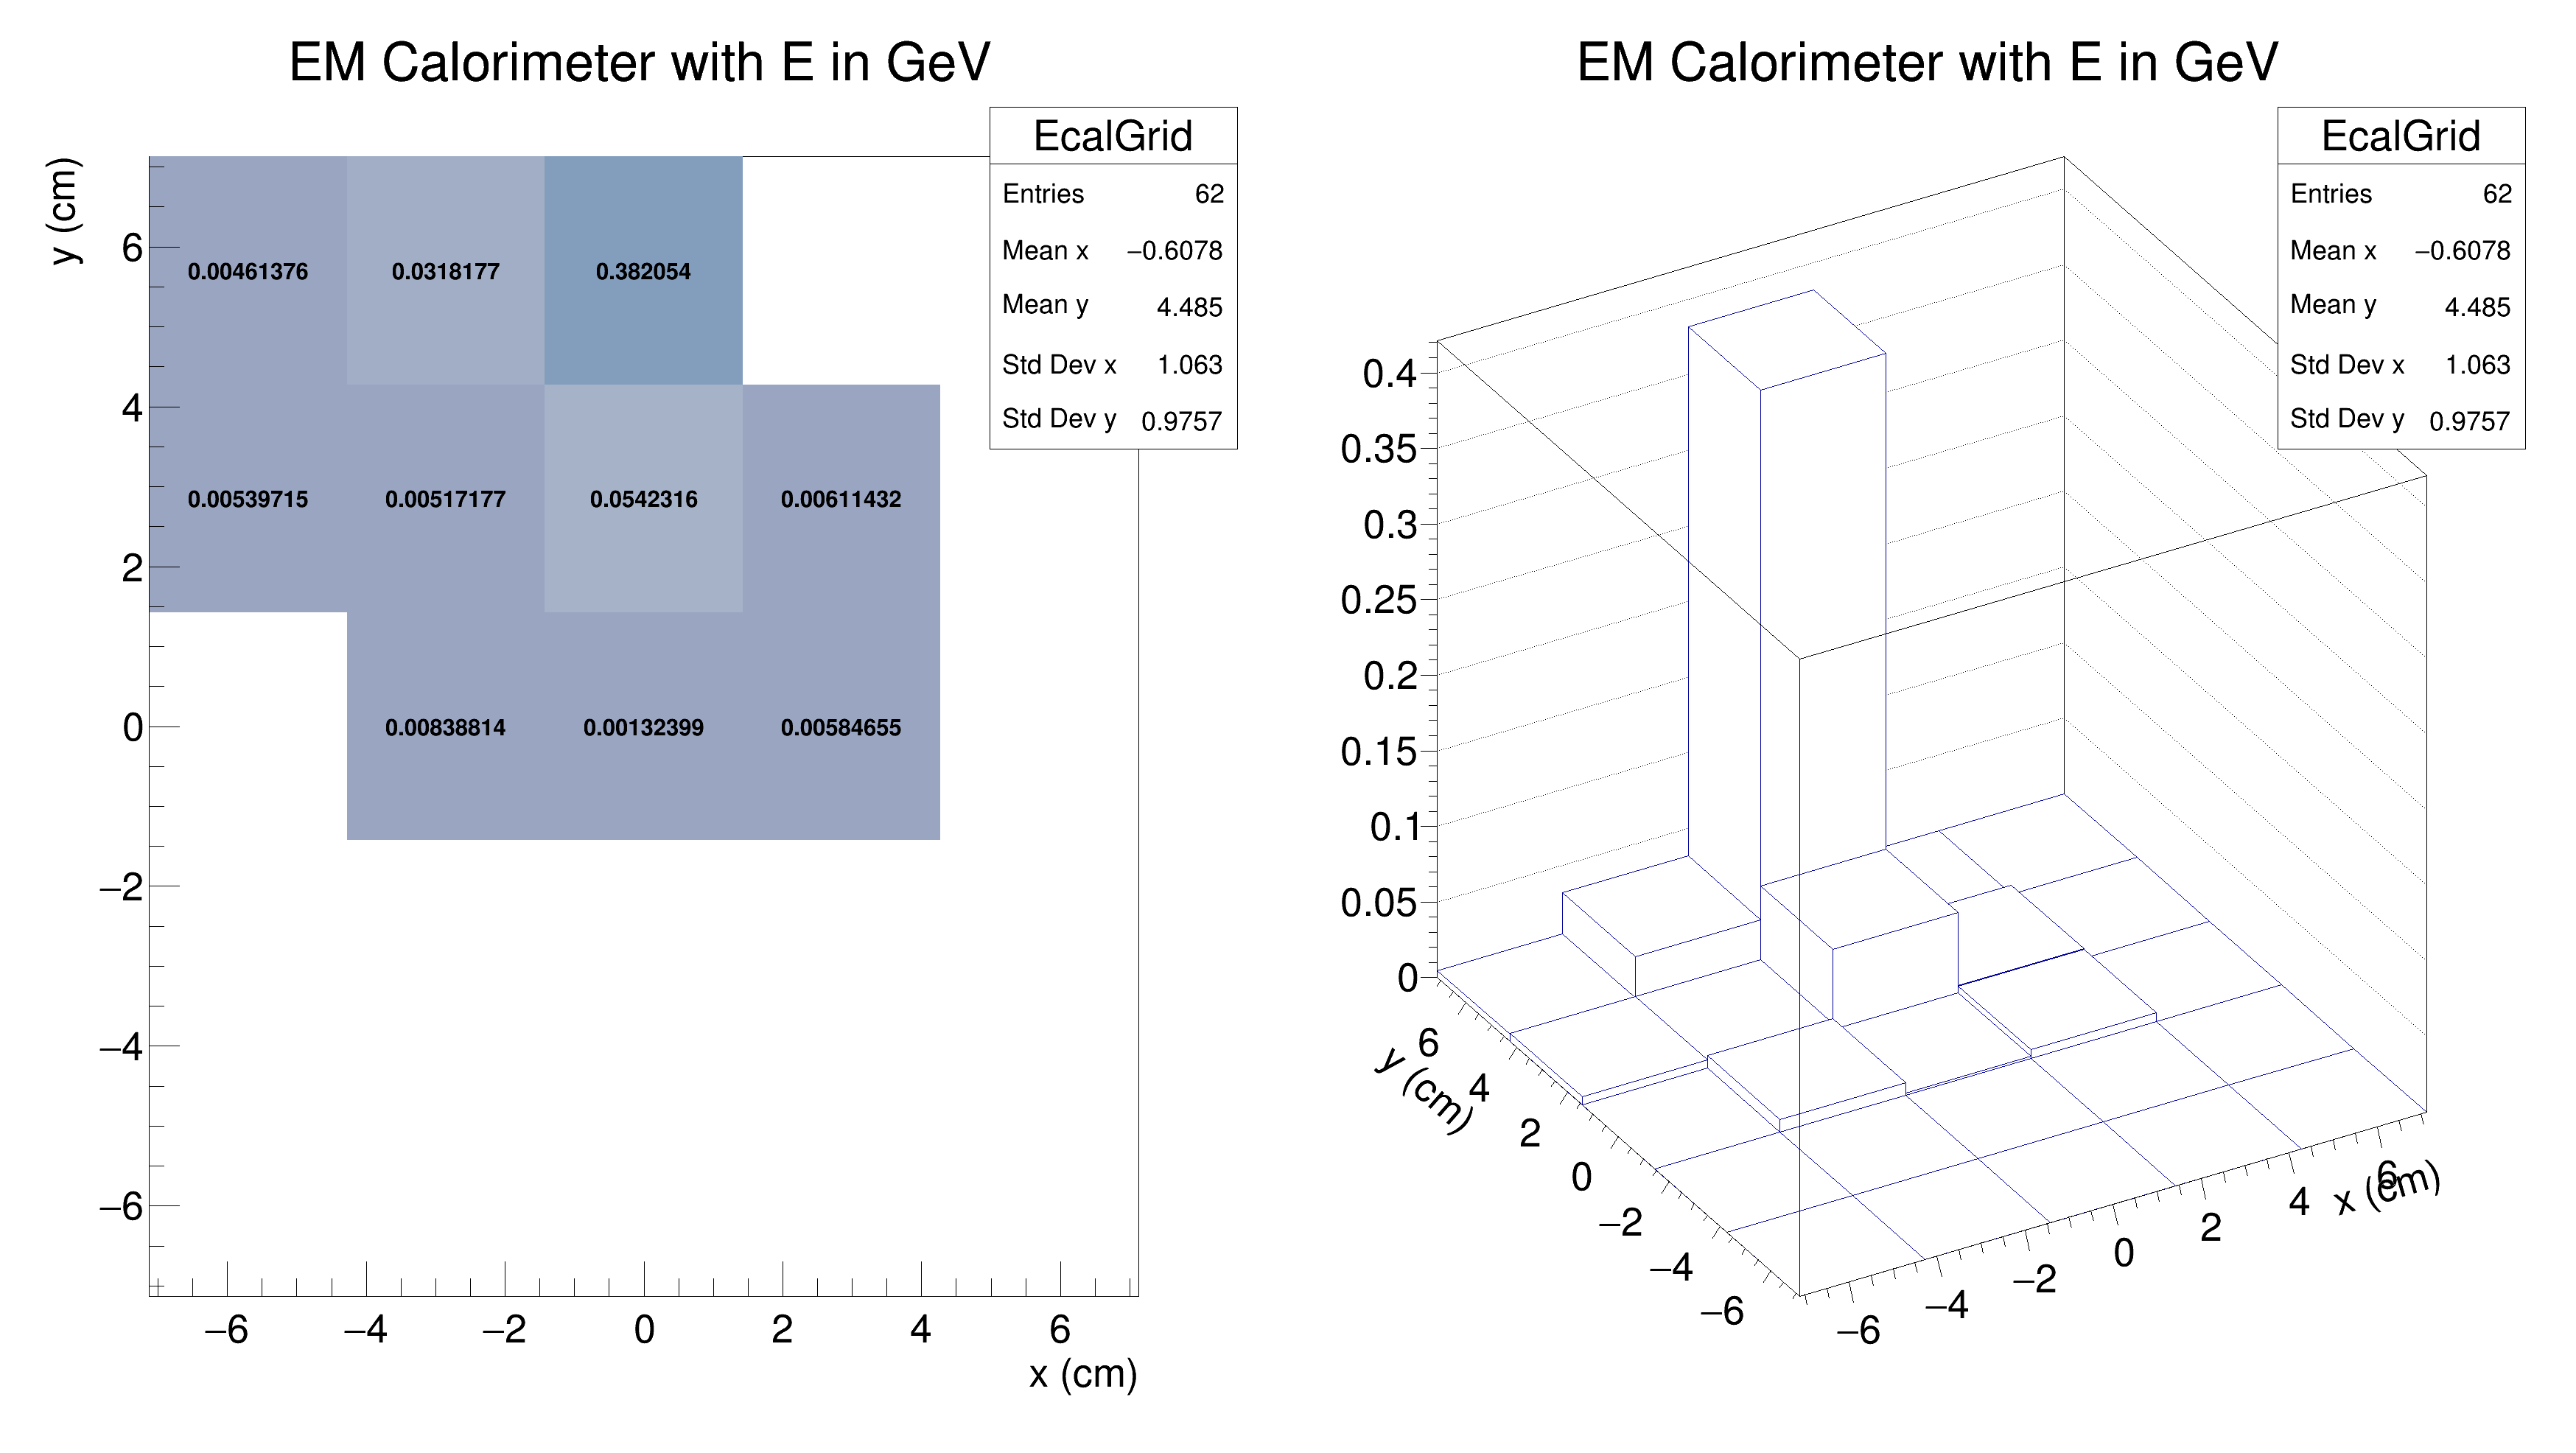 EM Calorimeter with E in GeV
EcalGrid
Entries 62
Mean x −0.6078
Mean y 4.485
Std Dev x 1.063
Std Dev y 0.9757
y (cm)
6
4
2
0
−2
−4
−6
0.00461376 0.0318177 0.382054
0.00539715 0.00517177 0.0542316 0.00611432
0.00838814 0.00132399 0.00584655
−6 −4 −2 0 2 4 6
x (cm)
EM Calorimeter with E in GeV
EcalGrid
Entries 62
Mean x −0.6078
Mean y 4.485
Std Dev x 1.063
Std Dev y 0.9757
0.4
0.35
0.3
0.25
0.2
0.15
0.1
0.05
0
6
4
2
0
−2
−4
−6
y (cm)
−6 −4 −2 0 2 4 6
x (cm)